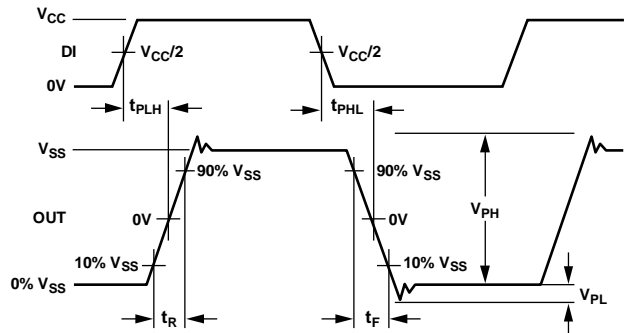 VCC
DI
VCC/2
VCC/2
0V
tPLH
tPHL
VSS
90% VSS
90% VSS
VPH
OUT
0V
0V
10% VSS
10% VSS
0% VSS
VPL
tR
tF